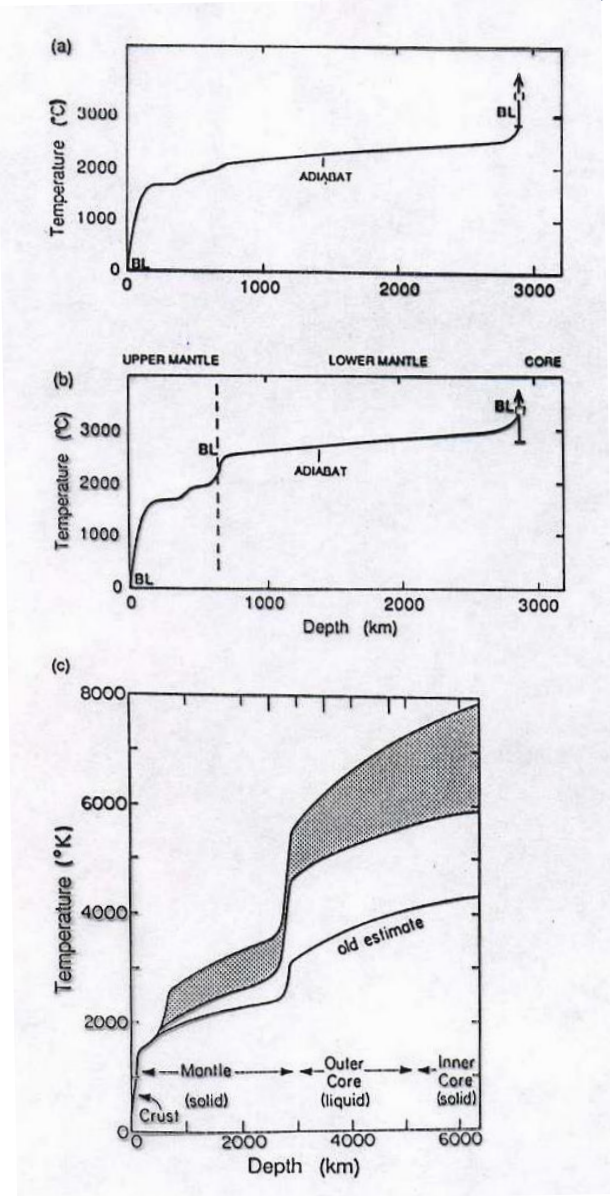 (a)
Temperature (°C)
3000
2000
1000
0
BL
ADIABAT
BL
0
1000
2000
3000
UPPER MANTLE
LOWER MANTLE
CORE
(b)
Temperature (°C)
3000
2000
1000
0
BL
BL
ADIABAT
BL
0
1000
2000
3000
Depth (km)
(c)
Temperature (°K)
8000
6000
4000
2000
0
old estimate
Mantle
(solid)
Outer
Core
(liquid)
Inner
Core
(solid)
Crust
0
2000
4000
6000
Depth (km)